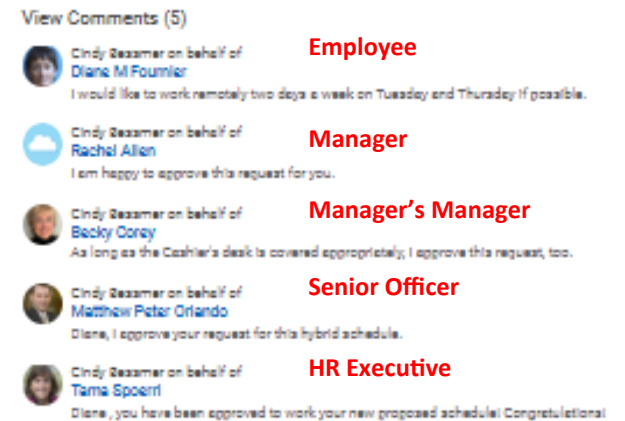 View Comments (5)
Cindy Bessmer on behalf of
Employee
Diane M Fournier
I would like to work remotely two days a week on Tuesday and Thursday if possible.
Cindy Bessmer on behalf of
Manager
Rachel Allen
I am happy to approve this request for you.
Cindy Bessmer on behalf of
Manager's Manager
Becky Corey
As long as the Cashier's desk is covered appropriately, I approve this request, too.
Cindy Bessmer on behalf of
Senior Officer
Matthew Peter Orlando
Diane, I approve your request for this hybrid schedule.
Cindy Bessmer on behalf of
HR Executive
Tama Spoerri
Diane, you have been approved to work your new proposed schedule! Congratulations!